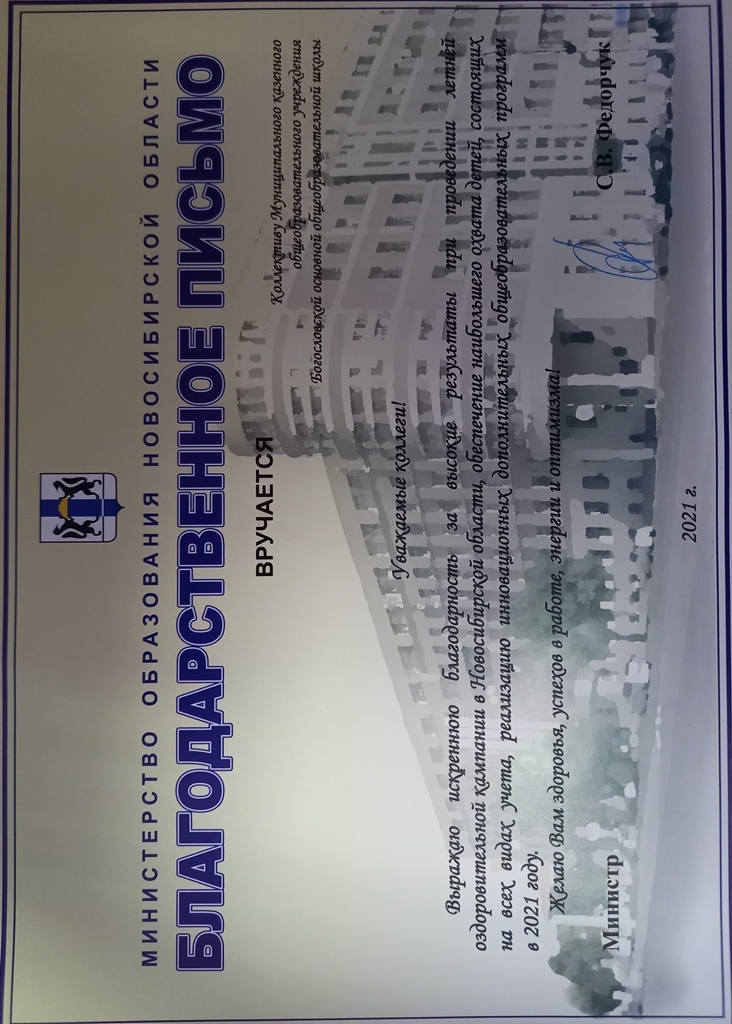 МИНИСТЕРСТВО ОБРАЗОВАНИЯ НОВОСИБИРСКОЙ ОБЛАСТИ
БЛАГОДАРСТВЕННОЕ ПИСЬМО
ВРУЧАЕТСЯ
Коллективу Муниципального казенного
общеобразовательного учреждения
Богословской основной общеобразовательной школы
Уважаемые коллеги!
Выражаю искреннюю благодарность за высокие результаты при проведении летней
оздоровительной кампании в Новосибирской области, обеспечение наибольшего охвата детей, состоящих
на всех видах учета, реализацию инновационных дополнительных общеобразовательных программ
в 2021 году.
Желаю Вам здоровья, успехов в работе, энергии и оптимизма!
Министр С.В. Федорчук
2021 г.